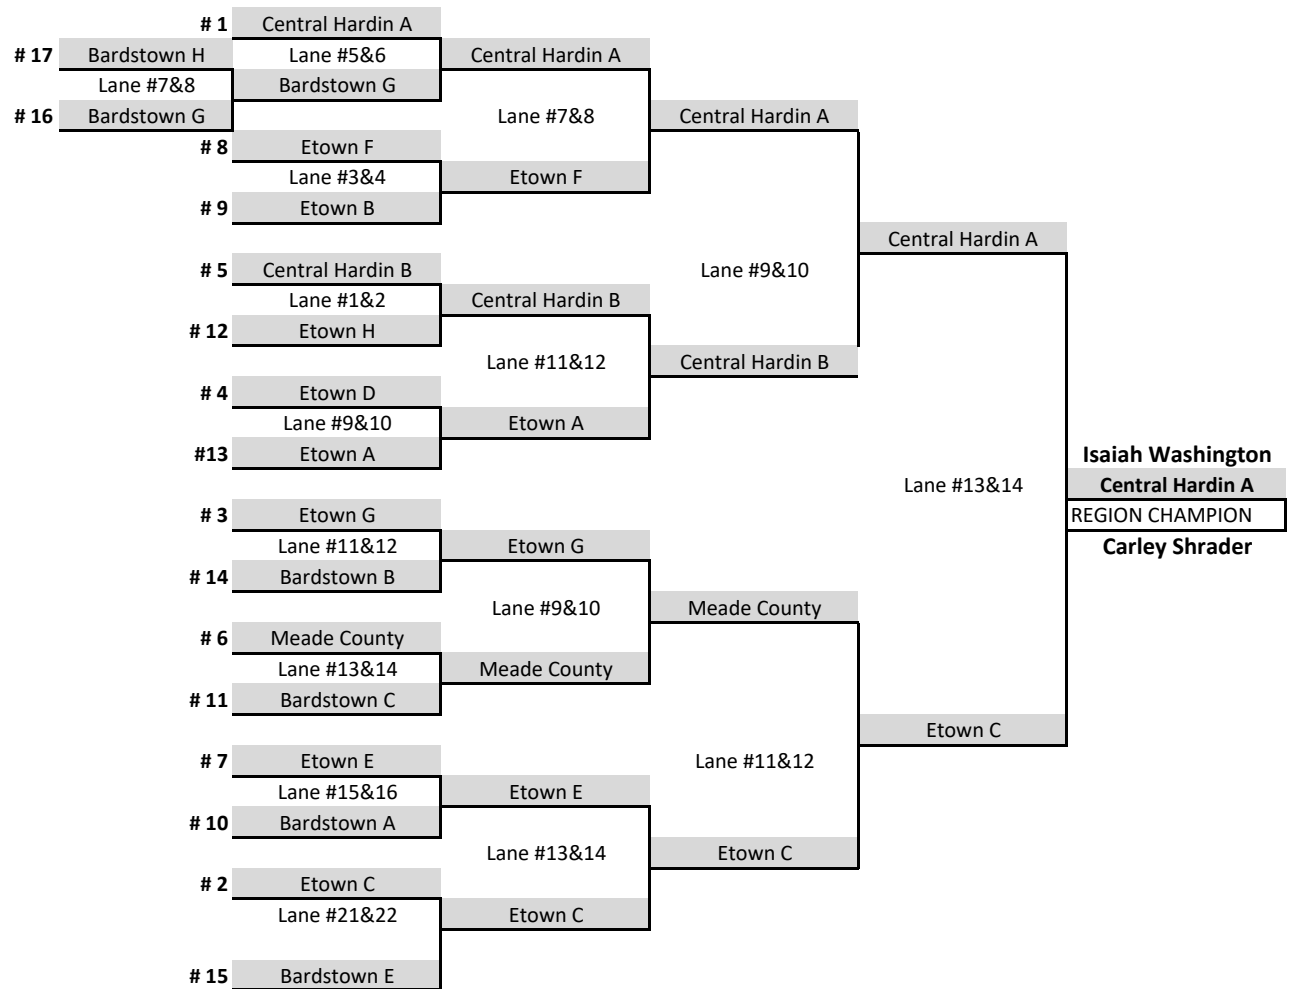 # 1 Central Hardin A
# 17 Bardstown H Lane #5&6 Central Hardin A
Lane #7&8 Bardstown G
# 16 Bardstown G Lane #7&8 Central Hardin A
# 8 Etown F
Lane #3&4 Etown F
# 9 Etown B
Central Hardin A
# 5 Central Hardin B Lane #9&10
Lane #1&2 Central Hardin B
# 12 Etown H
Lane #11&12 Central Hardin B
# 4 Etown D
Lane #9&10 Etown A
#13 Etown A Isaiah Washington
Lane #13&14 Central Hardin A
# 3 Etown G REGION CHAMPION
Lane #11&12 Etown G Carley Shrader
# 14 Bardstown B
Lane #9&10 Meade County
# 6 Meade County
Lane #13&14 Meade County
# 11 Bardstown C
Etown C
# 7 Etown E Lane #11&12
Lane #15&16 Etown E
# 10 Bardstown A
Lane #13&14 Etown C
# 2 Etown C
Lane #21&22 Etown C
# 15 Bardstown E